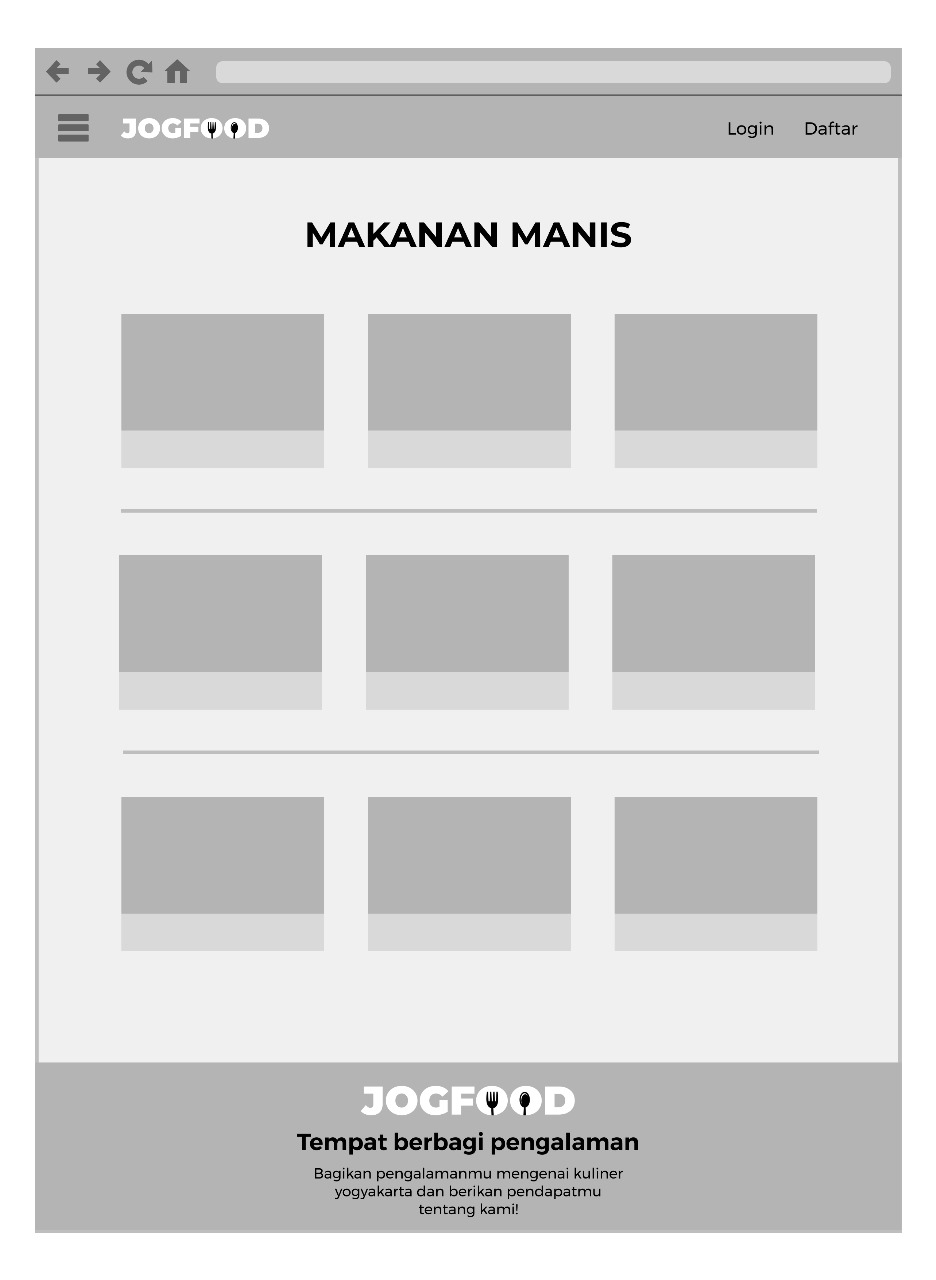 JOGFOOD
Login
Daftar
MAKANAN MANIS
JOGFOOD
Tempat berbagi pengalaman
Bagikan pengalamanmu mengenai kuliner
yogyakarta dan berikan pendapatmu
tentang kami!